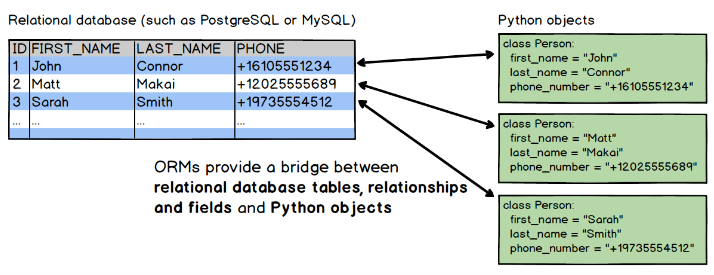 Relational database (such as PostgreSQL or MySQL)
ID FIRST_NAME LAST_NAME PHONE
1 John Connor +16105551234
2 Matt Makai +12025555689
3 Sarah Smith +19735554512
... ... ... ...
ORMs provide a bridge between
relational database tables, relationships
and fields and Python objects
Python objects
class Person:
first_name = "John"
last_name = "Connor"
phone_number = "+16105551234"
class Person:
first_name = "Matt"
last_name = "Makai"
phone_number = "+12025555689"
class Person:
first_name = "Sarah"
last_name = "Smith"
phone_number = "+19735554512"